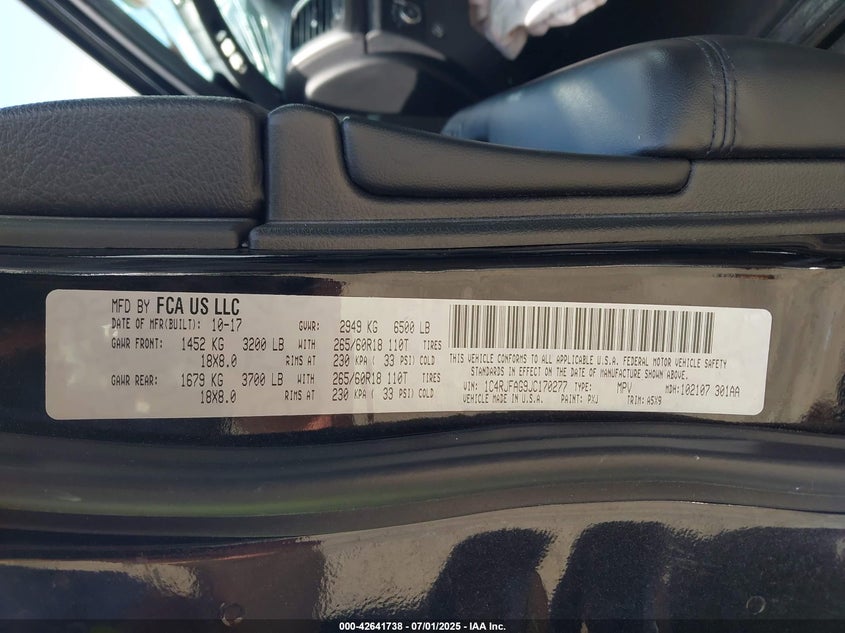 MFD BY FCA US LLC
DATE OF MFR(BUILT): 10-17 GVWR: 2949 KG 6500 LB
GAWR FRONT: 1452 KG 3200 LB WITH 265/60R18 110T TIRES
18X8.0 RIMS AT 230 KPA ( 33 PSI) COLD
GAWR REAR: 1679 KG 3700 LB WITH 265/60R18 110T TIRES
18X8.0 RIMS AT 230 KPA ( 33 PSI) COLD
THIS VEHICLE CONFORMS TO ALL APPLICABLE U.S.A. FEDERAL MOTOR VEHICLE SAFETY
STANDARDS IN EFFECT ON THE DATE OF MANUFACTURE SHOWN ABOVE.
VIN: 1C4RJFAG9JC170277 TYPE: MPV MDH: 102107 301AA
VEHICLE MADE IN U.S.A. PAINT: PXJ TRIM: A5X9
000-42641738 - 07/01/2025 - IAA Inc.